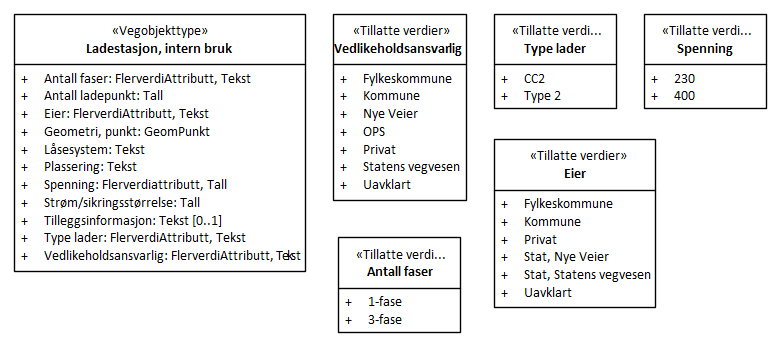 «Vegobjekttype»
Ladestasjon, intern bruk
+ Antall faser: FlerverdiAttributt, Tekst
+ Antall ladepunkt: Tall
+ Eier: FlerverdiAttributt, Tekst
+ Geometri, punkt: GeomPunkt
+ Låsesystem: Tekst
+ Plassering: Tekst
+ Spenning: Flerverdiattributt, Tall
+ Strøm/sikringsstørrelse: Tall
+ Tilleggsinformasjon: Tekst [0..1]
+ Type lader: FlerverdiAttributt, Tekst
+ Vedlikeholdsansvarlig: FlerverdiAttributt, Tekst
«Tillatte verdier»
Vedlikeholdsansvarlig
+ Fylkeskommune
+ Kommune
+ Nye Veier
+ OPS
+ Privat
+ Statens vegvesen
+ Uavklart
«Tillatte verdi...
Type lader
+ CC2
+ Type 2
«Tillatte verdi...
Spenning
+ 230
+ 400
«Tillatte verdier»
Eier
+ Fylkeskommune
+ Kommune
+ Privat
+ Stat, Nye Veier
+ Stat, Statens vegvesen
+ Uavklart
«Tillatte verdi...
Antall faser
+ 1-fase
+ 3-fase